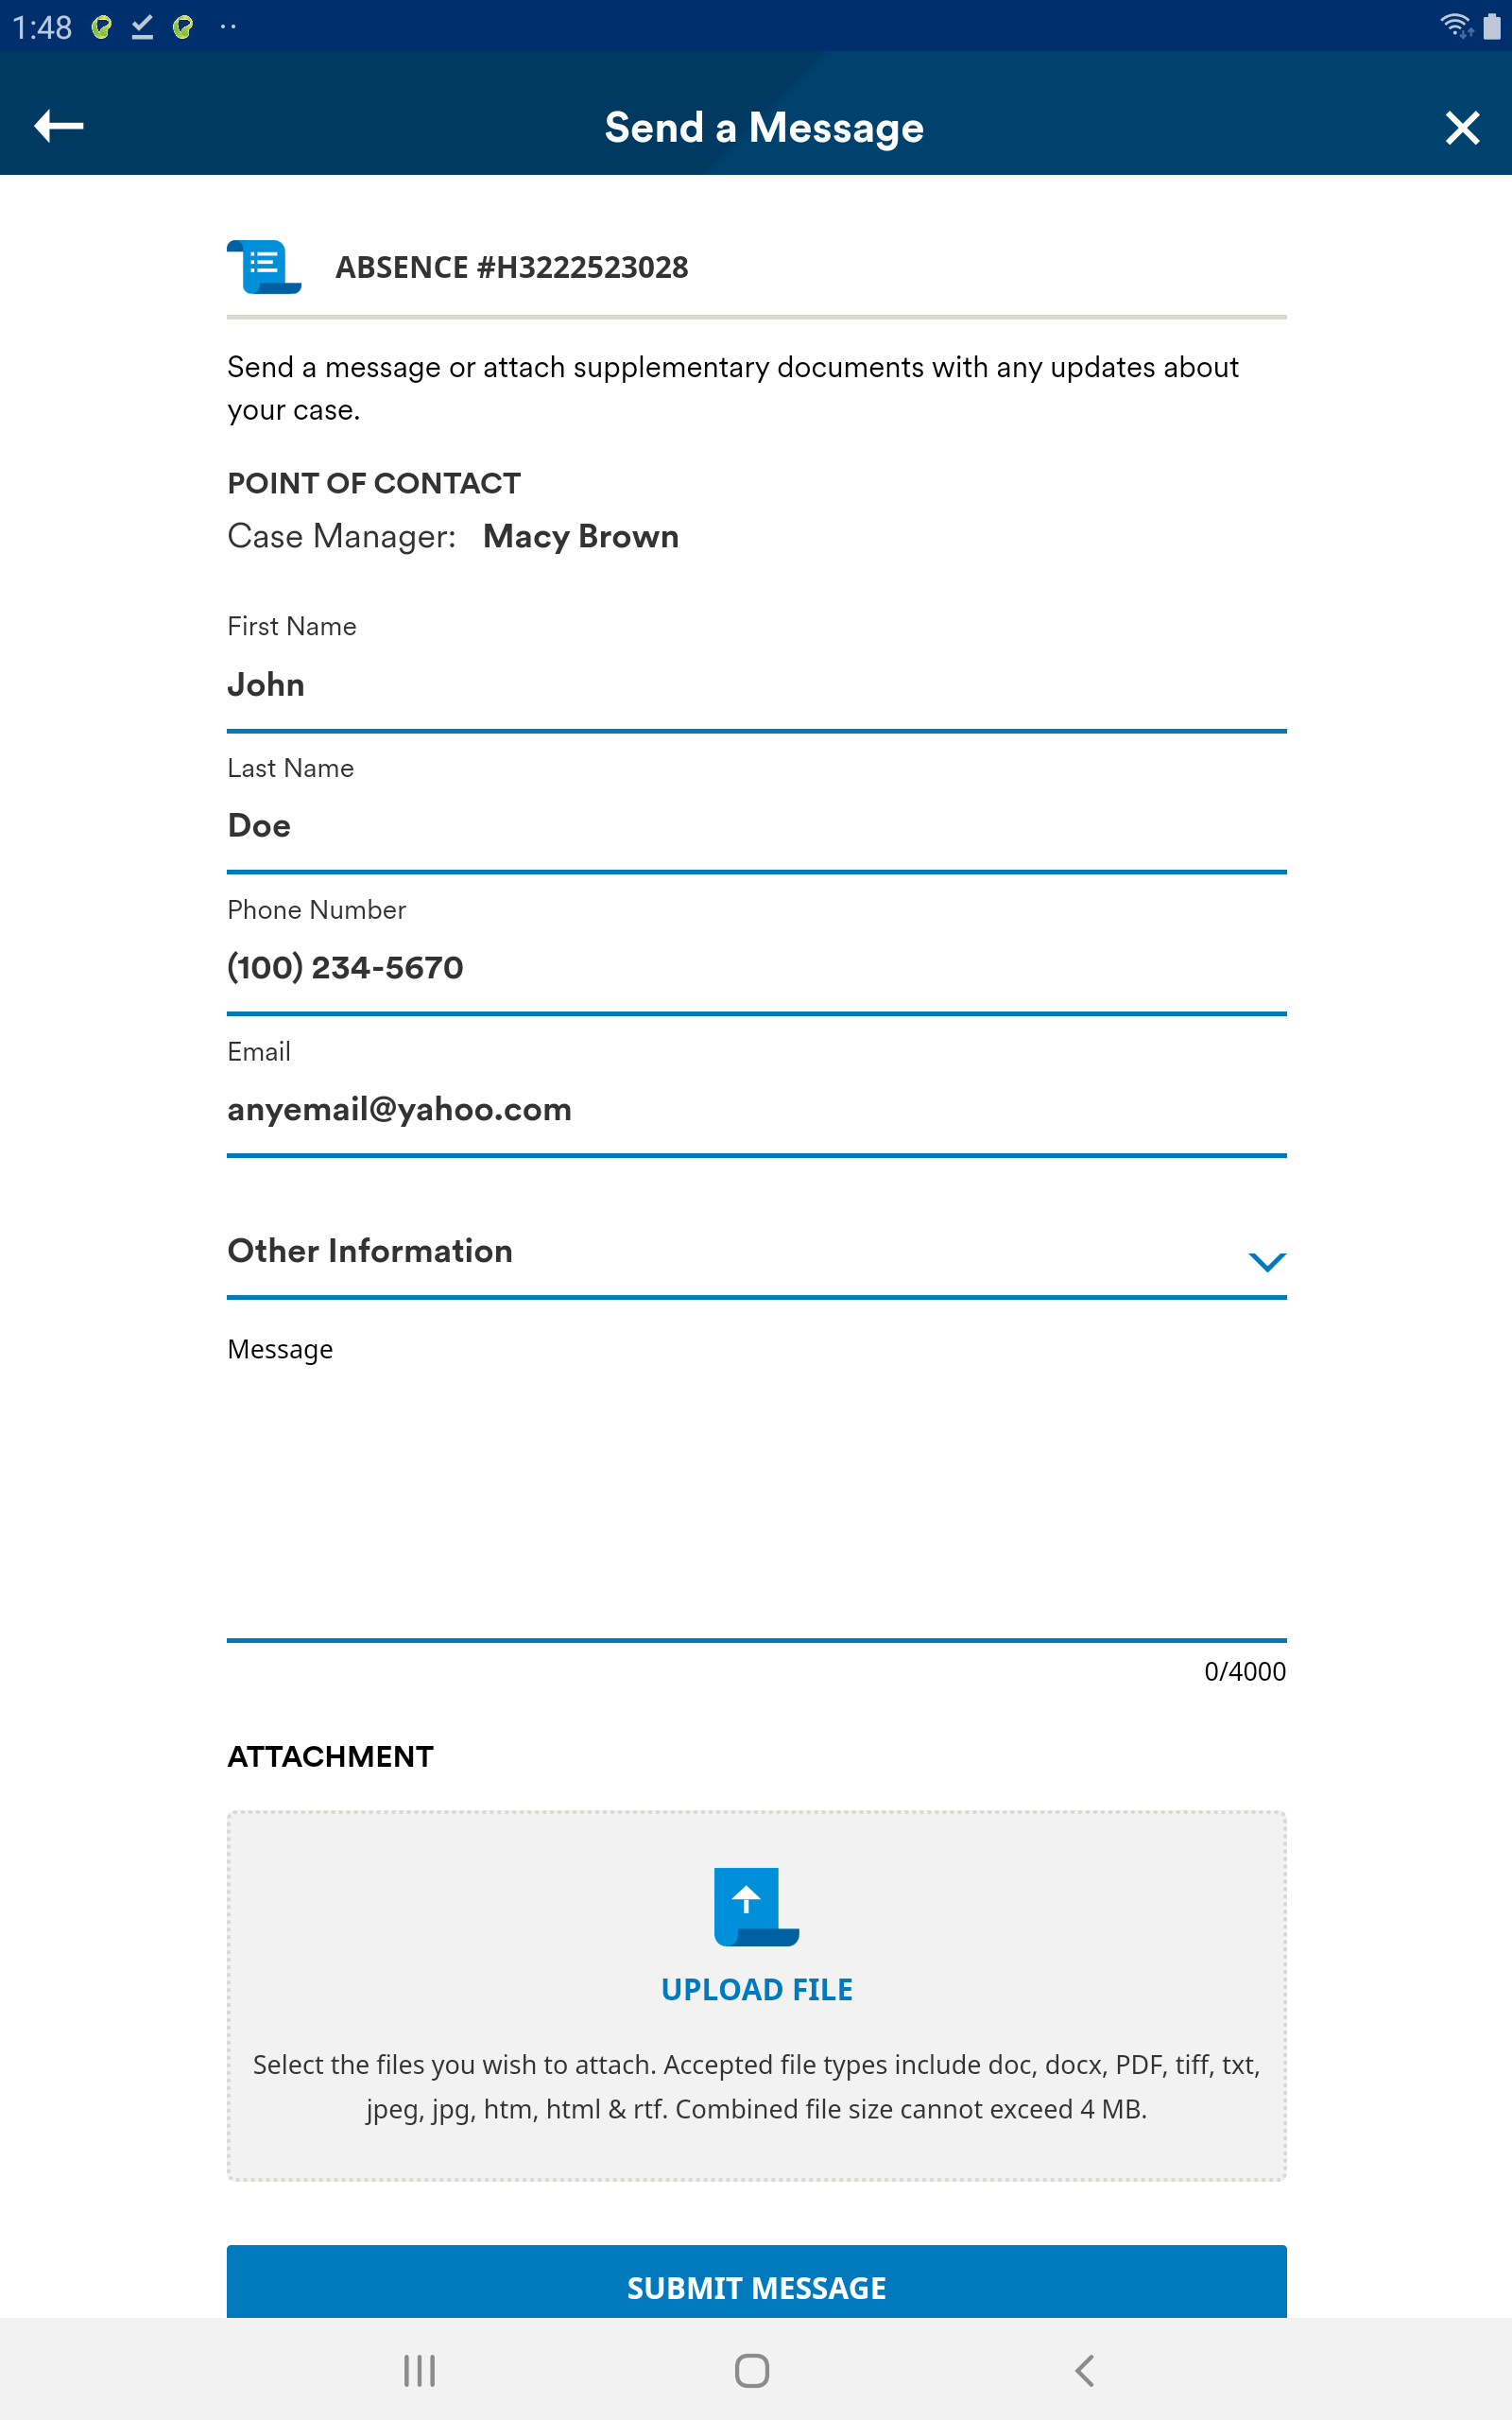 1:48
Send a Message
ABSENCE #H3222523028
Send a message or attach supplementary documents with any updates about
your case.
POINT OF CONTACT
Case Manager: Macy Brown
First Name
John
Last Name
Doe
Phone Number
(100) 234-5670
Email
anyemail@yahoo.com
Other Information
Message
0/4000
ATTACHMENT
UPLOAD FILE
Select the files you wish to attach. Accepted file types include doc, docx, PDF, tiff, txt,
jpeg, jpg, htm, html & rtf. Combined file size cannot exceed 4 MB.
SUBMIT MESSAGE